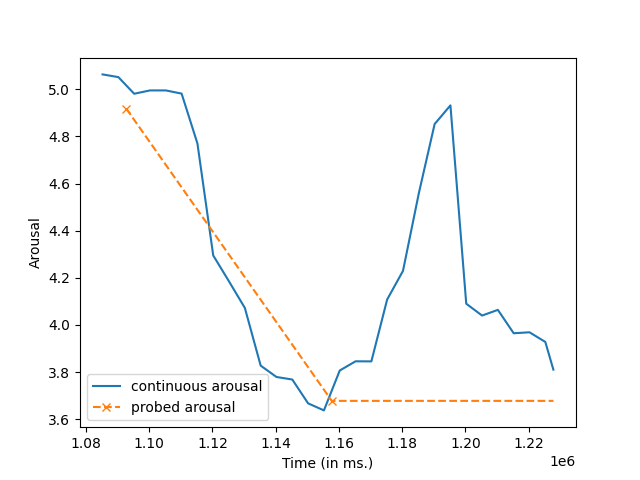 5.0
4.8
4.6
4.4
4.2
4.0
3.8
3.6
Arousal
continuous arousal
probed arousal
1.08 1.10 1.12 1.14 1.16 1.18 1.20 1.22
Time (in ms.)
1e6